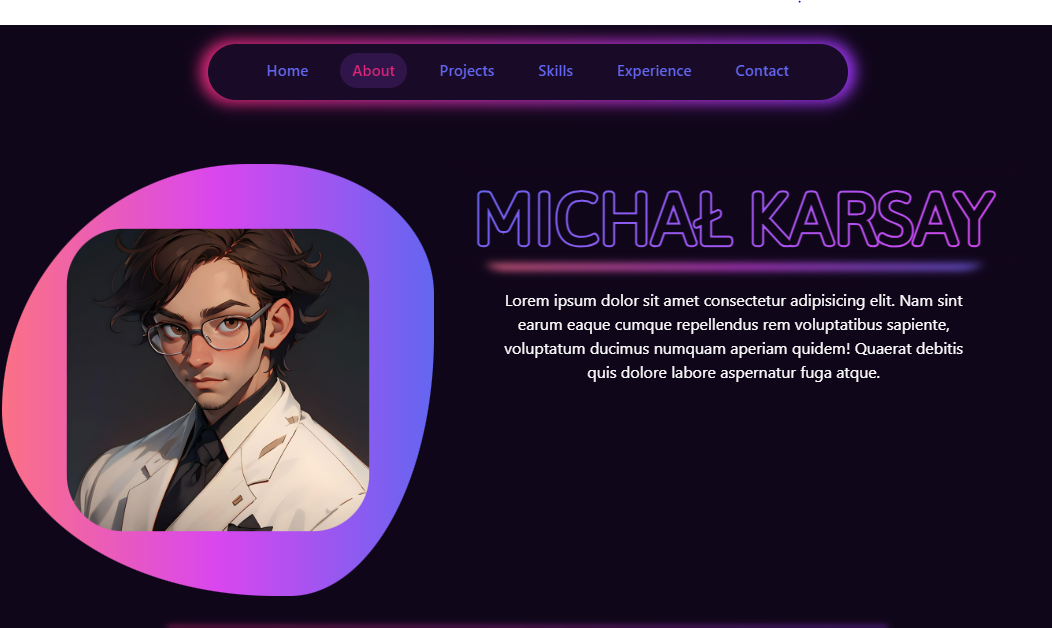 Home About Projects Skills Experience Contact
MICHAŁ KARSAY
Lorem ipsum dolor sit amet consectetur adipisicing elit. Nam sint
earum eaque cumque repellendus rem voluptatibus sapiente,
voluptatum ducimus numquam aperiam quidem! Quaerat debitis
quis dolore labore aspernatur fuga atque.